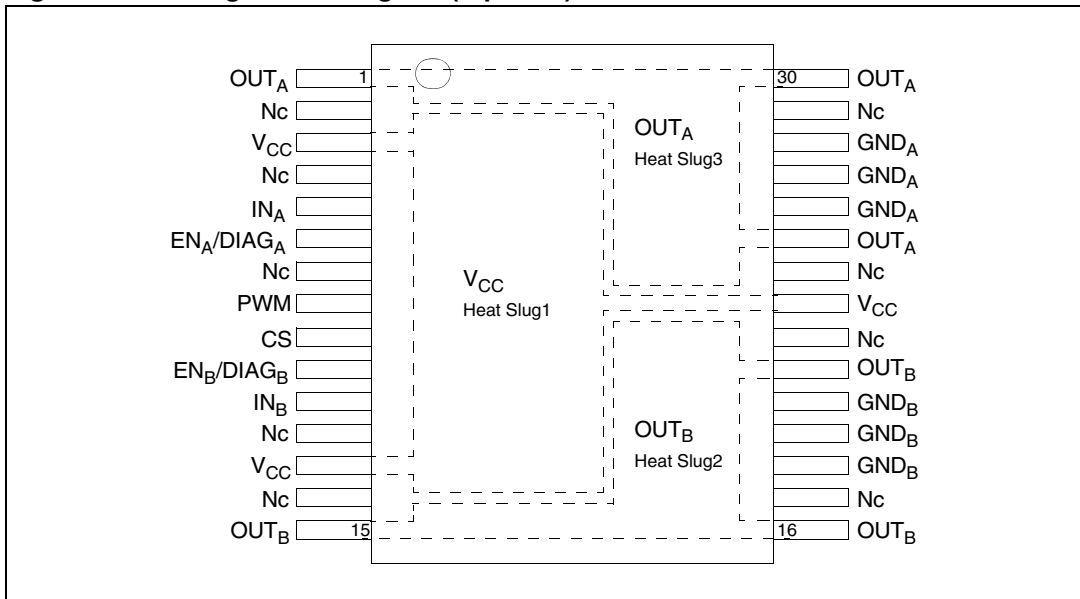 OUTA 1 30 OUTA
Nc Nc
VCC GNDA
Nc GNDA
INA GNDA
ENA/DIAGA OUTA
Nc Nc
PWM VCC
CS Nc
ENB/DIAGB OUTB
INB GNDB
Nc GNDB
VCC GNDB
Nc Nc
OUTB 15 16 OUTB
OUTA
Heat Slug3
VCC
Heat Slug1
OUTB
Heat Slug2